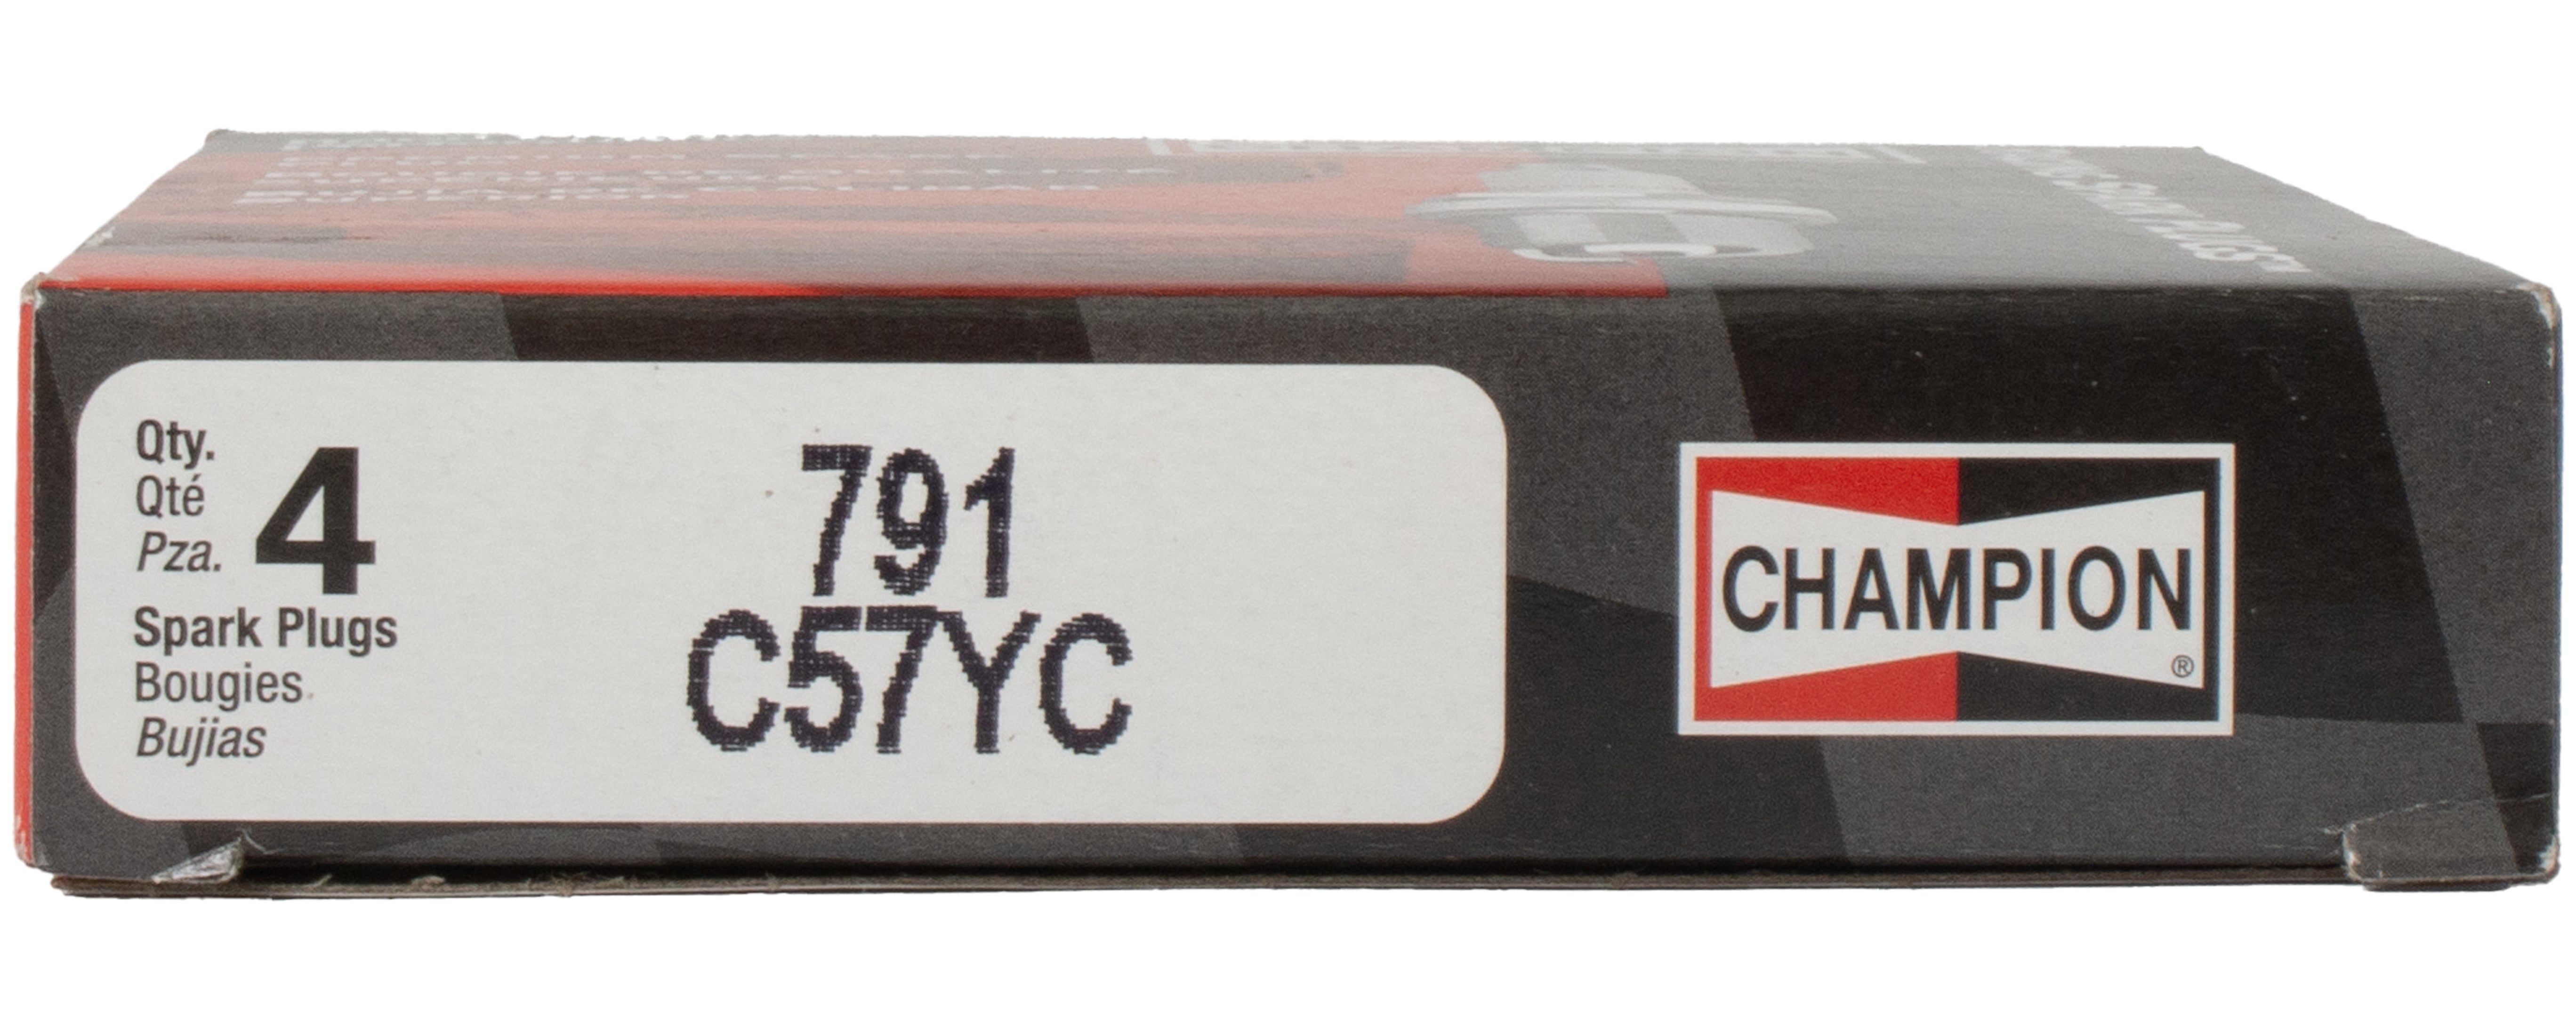 Qty.
Qté
Pza.
4
Spark Plugs
Bougies
Bujias
791
C57YC
CHAMPION
®